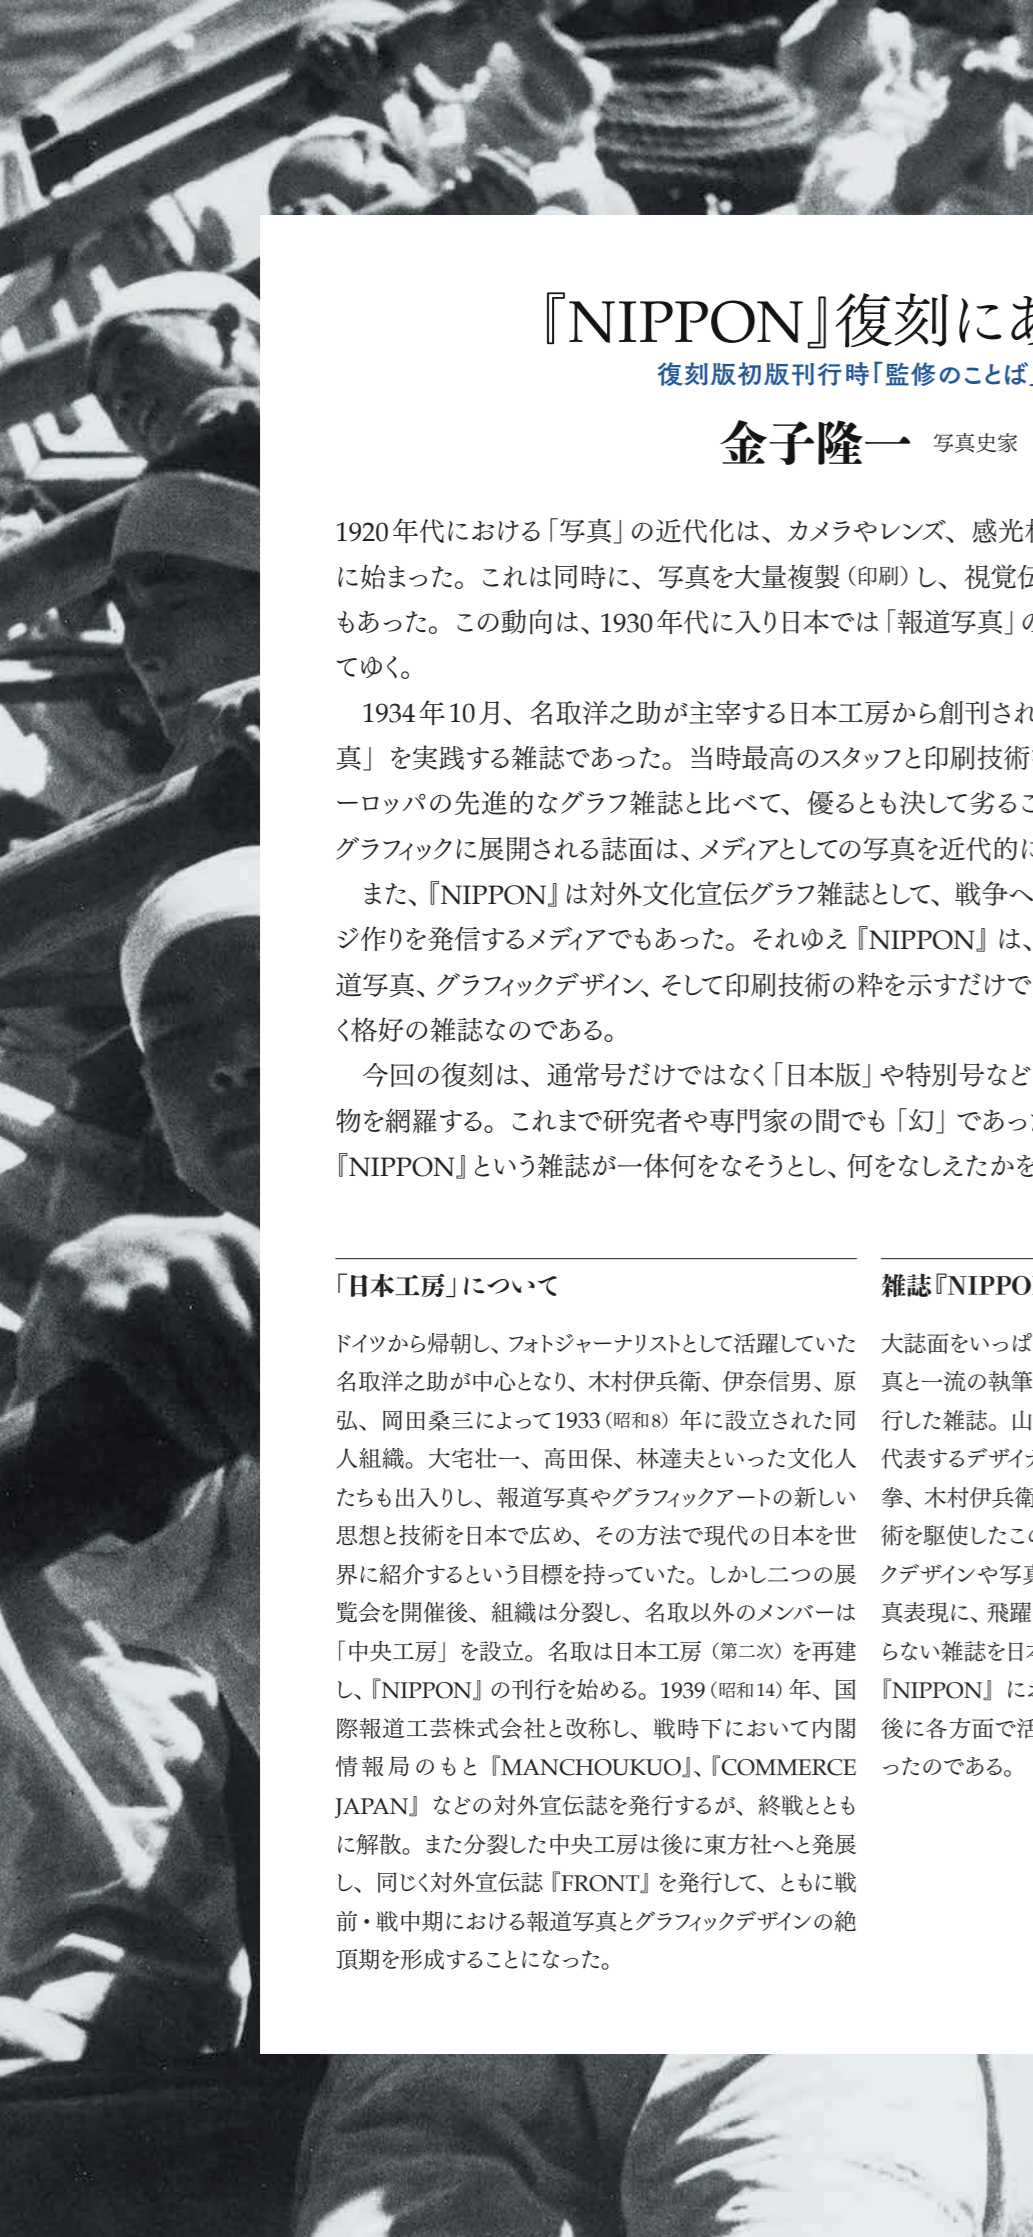 『NIPPON』復刻にあ
復刻版初版刊行時「監修のことば」
金子隆一 写真史家
1920年代における「写真」の近代化は、カメラやレンズ、感光材
に始まった。これは同時に、写真を大量複製（印刷）し、視覚伝
もあった。この動向は、1930年代に入り日本では「報道写真」の
てゆく。
1934年10月、名取洋之助が主宰する日本工房から創刊され
真」を実践する雑誌であった。当時最高のスタッフと印刷技術
ーロッパの先進的なグラフ雑誌と比べて、優るとも決して劣るこ
グラフィックに展開される誌面は、メディアとしての写真を近代的に
また、『NIPPON』は対外文化宣伝グラフ雑誌として、戦争へ
ジ作りを発信するメディアでもあった。それゆえ『NIPPON』は、
道写真、グラフィックデザイン、そして印刷技術の粋を示すだけで
く格好の雑誌なのである。
今回の復刻は、通常号だけではなく「日本版」や特別号など
物を網羅する。これまで研究者や専門家の間でも「幻」であっ
『NIPPON』という雑誌が一体何をなそうとし、何をなしえたかを
「日本工房」について
ドイツから帰朝し、フォトジャーナリストとして活躍していた
名取洋之助が中心となり、木村伊兵衛、伊奈信男、原
弘、岡田桑三によって1933（昭和8）年に設立された同
人組織。大宅壮一、高田保、林達夫といった文化人
たちも出入りし、報道写真やグラフィックアートの新しい
思想と技術を日本で広め、その方法で現代の日本を世
界に紹介するという目標を持っていた。しかし二つの展
覧会を開催後、組織は分裂し、名取以外のメンバーは
「中央工房」を設立。名取は日本工房（第二次）を再建
し、『NIPPON』の刊行を始める。1939（昭和14）年、国
際報道工芸株式会社と改称し、戦時下において内閣
情報局のもと『MANCHOUKUO』、『COMMERCE
JAPAN』などの対外宣伝誌を発行するが、終戦ととも
に解散。また分裂した中央工房は後に東方社へと発展
し、同じく対外宣伝誌『FRONT』を発行して、ともに戦
前・戦中期における報道写真とグラフィックデザインの絶
頂期を形成することになった。
雑誌『NIPPO
大誌面をいっぱ
真と一流の執筆
行した雑誌。山
代表するデザイナ
拳、木村伊兵衛
術を駆使したこの
クデザインや写真
真表現に、飛躍
らない雑誌を日本
『NIPPON』にお
後に各方面で活
ったのである。